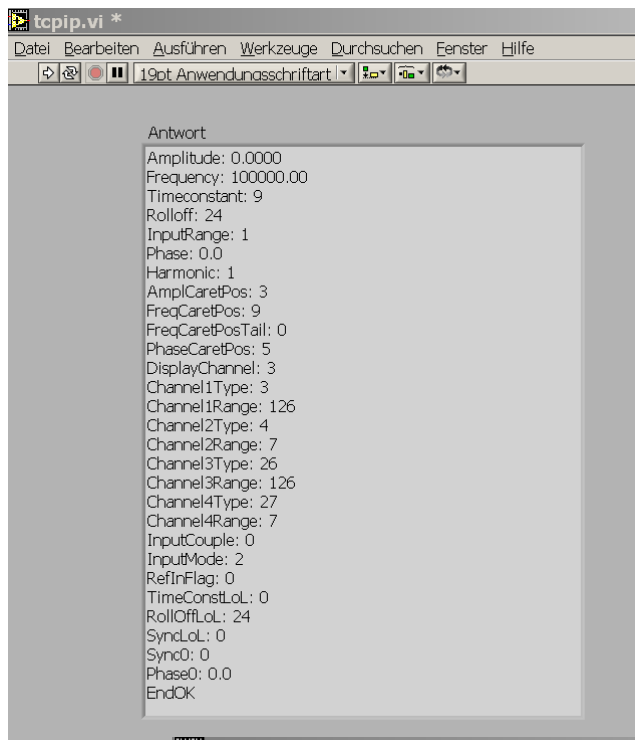 tcpip.vi *
Datei Bearbeiten Ausführen Werkzeuge Durchsuchen Fenster Hilfe
19pt Anwendungsschriftart
Antwort
Amplitude: 0.0000
Frequency: 100000.00
Timeconstant: 9
Rolloff: 24
InputRange: 1
Phase: 0.0
Harmonic: 1
AmplCaretPos: 3
FreqCaretPos: 9
FreqCaretPosTail: 0
PhaseCaretPos: 5
DisplayChannel: 3
Channel1Type: 3
Channel1Range: 126
Channel2Type: 4
Channel2Range: 7
Channel3Type: 26
Channel3Range: 126
Channel4Type: 27
Channel4Range: 7
InputCouple: 0
InputMode: 2
RefInFlag: 0
TimeConstLoL: 0
RollOffLoL: 24
SyncLoL: 0
Sync0: 0
Phase0: 0.0
EndOK